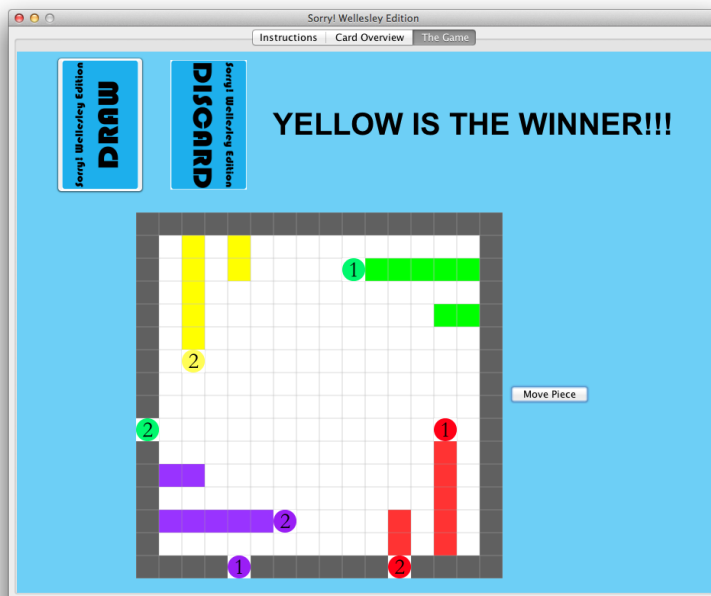 Sorry! Wellesley Edition
Instructions
Card Overview
The Game
Sorry! Wellesley Edition
DRAW
DISCARD
Sorry! Wellesley Edition
YELLOW IS THE WINNER!!!
1
2
Move Piece
2
1
2
1
2